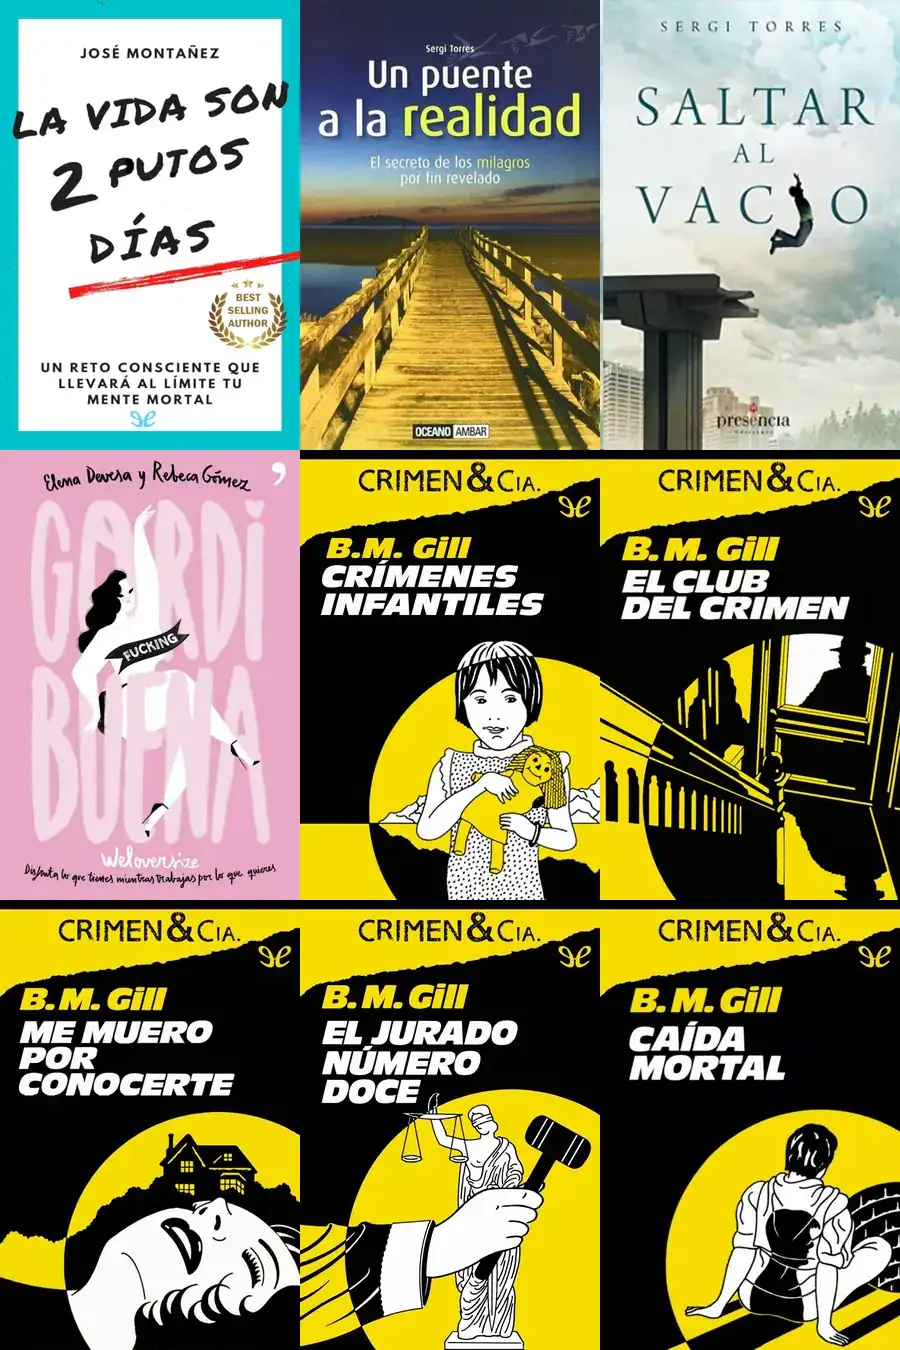 JOSÉ MONTAÑEZ
LA VIDA SON
2 PUTOS
DÍAS
BEST
SELLING
AUTHOR
UN RETO CONSCIENTE QUE
LLEVARÁ AL LÍMITE TU
MENTE MORTAL
Sergi Torres
Un puente
a la realidad
El secreto de los milagros
por fin revelado
OCEANO AMBAR
SERGI TORRES
SALTAR
AL
VACIO
presencia
ediciones
Elena Devesa y Rebeca Gómez
GORDI
FUCKING
BUENA
Weloversize
Disfruta lo que tienes mientras trabajas por lo que quieres
CRIMEN & CIA.
B.M. Gill
CRÍMENES
INFANTILES
CRIMEN & CIA.
B.M. Gill
EL CLUB
DEL CRIMEN
CRIMEN & CIA.
B.M. Gill
ME MUERO
POR
CONOCERTE
CRIMEN & CIA.
B.M. Gill
EL JURADO
NÚMERO
DOCE
CRIMEN & CIA.
B.M. Gill
CAÍDA
MORTAL